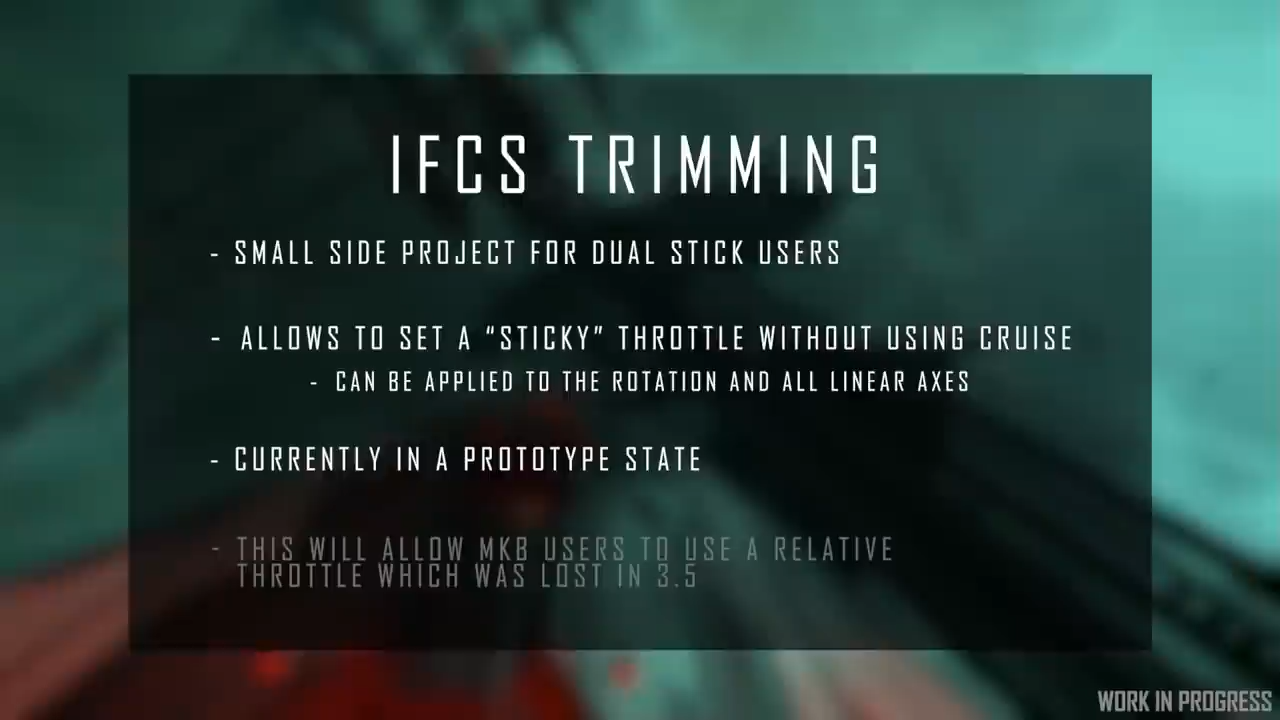 IFCS TRIMMING
- SMALL SIDE PROJECT FOR DUAL STICK USERS
- ALLOWS TO SET A “STICKY” THROTTLE WITHOUT USING CRUISE
- CAN BE APPLIED TO THE ROTATION AND ALL LINEAR AXES
- CURRENTLY IN A PROTOTYPE STATE
- THIS WILL ALLOW MKB USERS TO USE A RELATIVE
THROTTLE WHICH WAS LOST IN 3.5
WORK IN PROGRESS